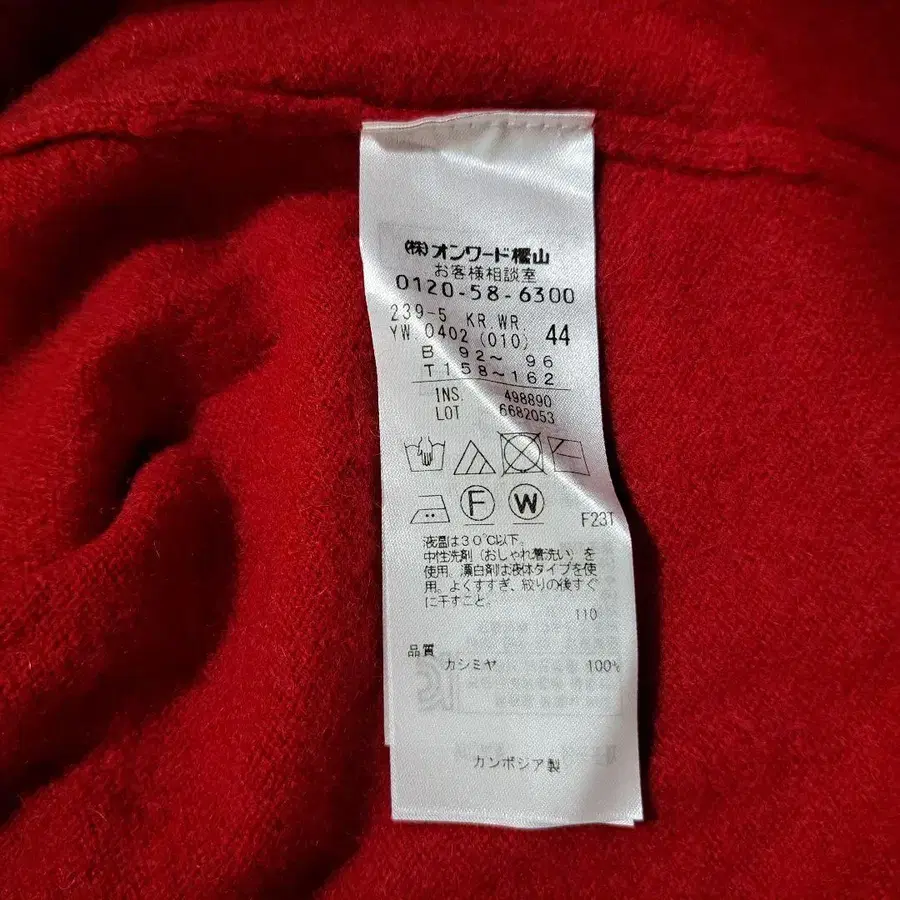 (株)オンワード樫山
お客様相談室
0120-58-6300
239-5 KR.WR.
YW.0402 (010) 44
B 92～ 96
T158～162
INS. 498890
LOT 6682053
F W
F23T
液温は30℃以下。
中性洗剤（おしゃれ着洗い）を
使用。漂白剤は液体タイプを使
用。よくすすぎ、絞りの後すぐ
に干すこと。
110
品質
カシミヤ 100%
カンボジア製